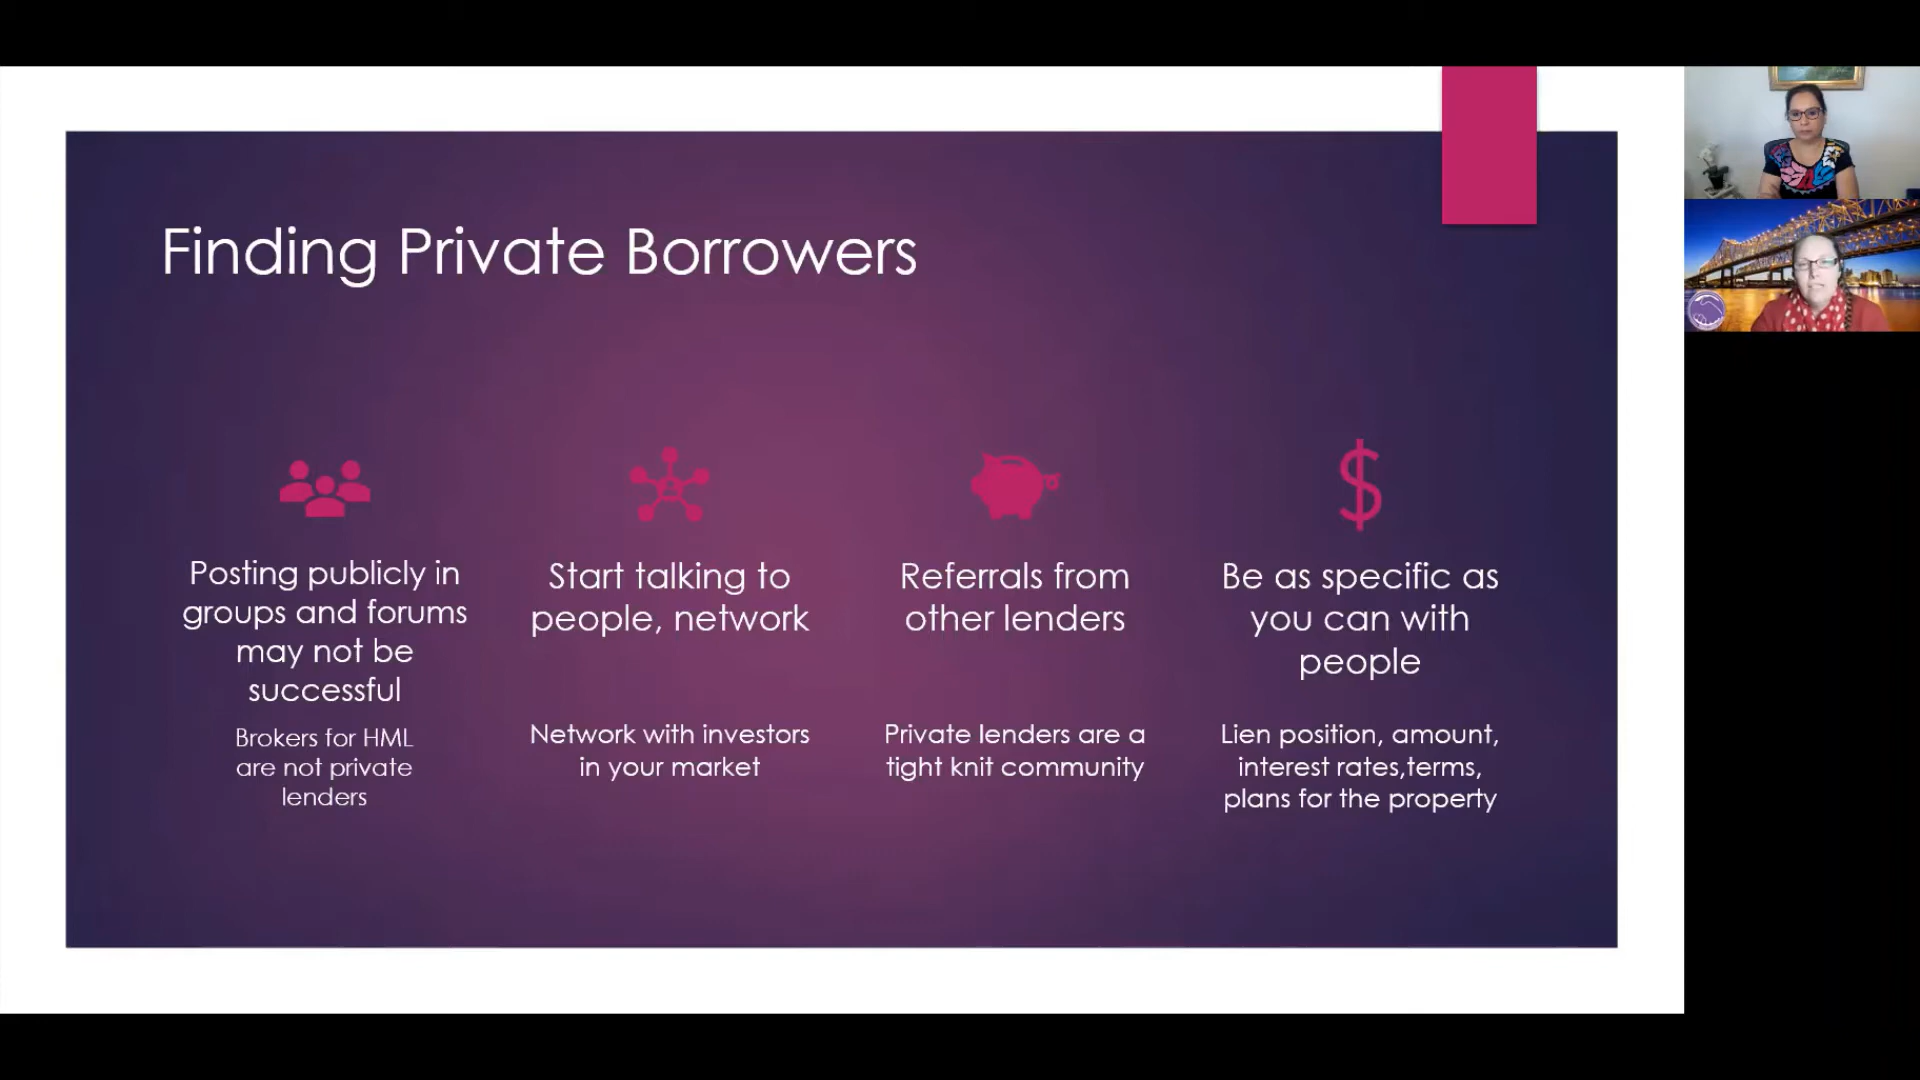 Finding Private Borrowers
Posting publicly in
groups and forums
may not be
successful
Brokers for HML
are not private
lenders
Start talking to
people, network
Network with investors
in your market
Referrals from
other lenders
Private lenders are a
tight knit community
Be as specific as
you can with
people
Lien position, amount,
interest rates,terms,
plans for the property